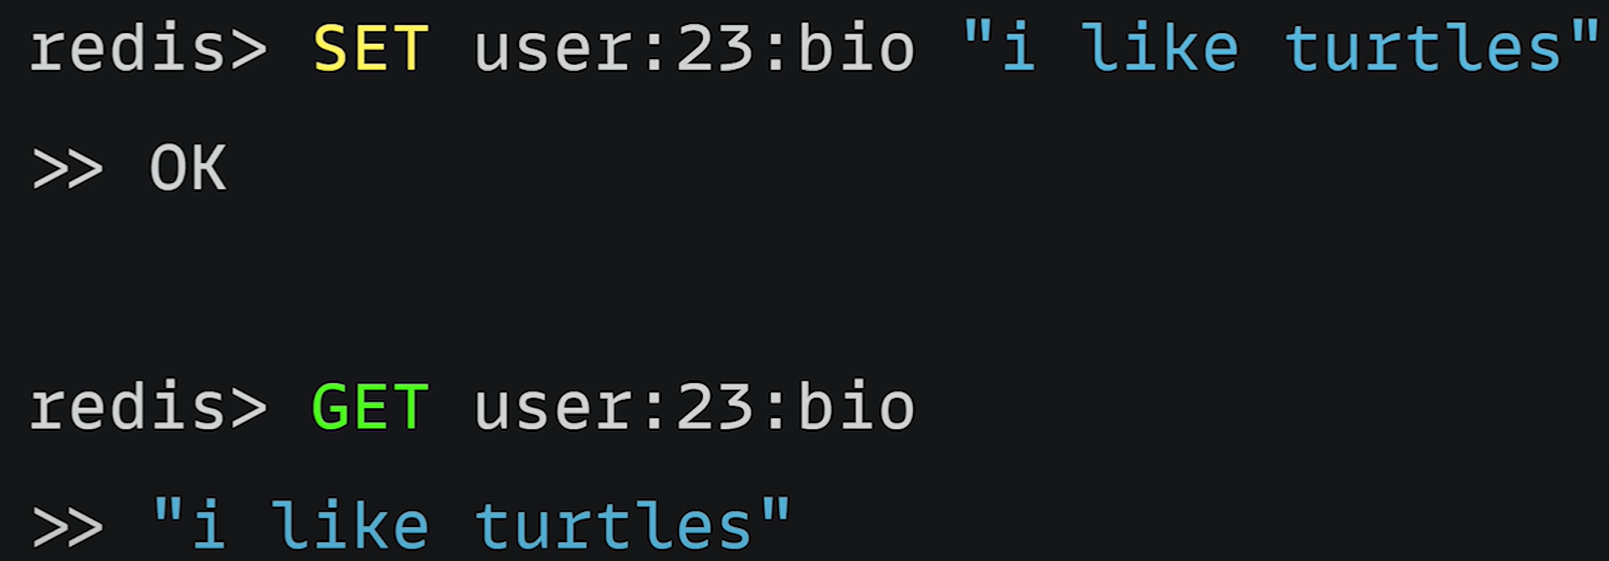 redis> SET user:23:bio "i like turtles"
>> OK
redis> GET user:23:bio
>> "i like turtles"